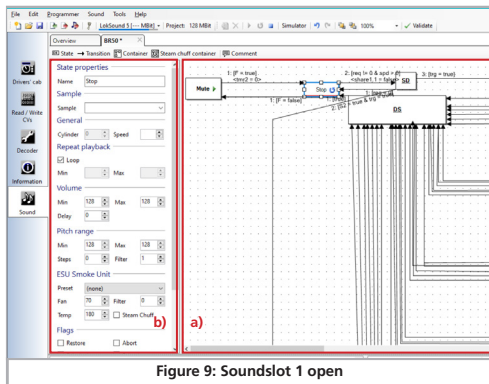 File Edit Programmer Sound Tools Help
LokSound 5 [--- MBit] Project: 128 MBit Simulator 100% Validate
Overview BR50 *
State Transition Container Steam chuff container Comment
Drivers' cab
Read / Write
CVs
Decoder
Information
Sound
State properties
Name Stop
Sample
Sample
General
Cylinder 0 Speed
Repeat playback
Loop
Min Max
Volume
Min 128 Max 128
Delay 0
Pitch range
Min 128 Max 128
Steps 0 Filter 1
ESU Smoke Unit
Preset (none)
Fan 70 Filter 0
Temp 180 Steam Chuff
Flags
Restore Abort
b)
a)
1: [F = true]
<tmr2 = 0>
Mute
1: [F = false]
Stop
2: [req != 0 & spd =
<share1.1 = false>
SD
3: [trg = true]
DS
Figure 9: Soundslot 1 open